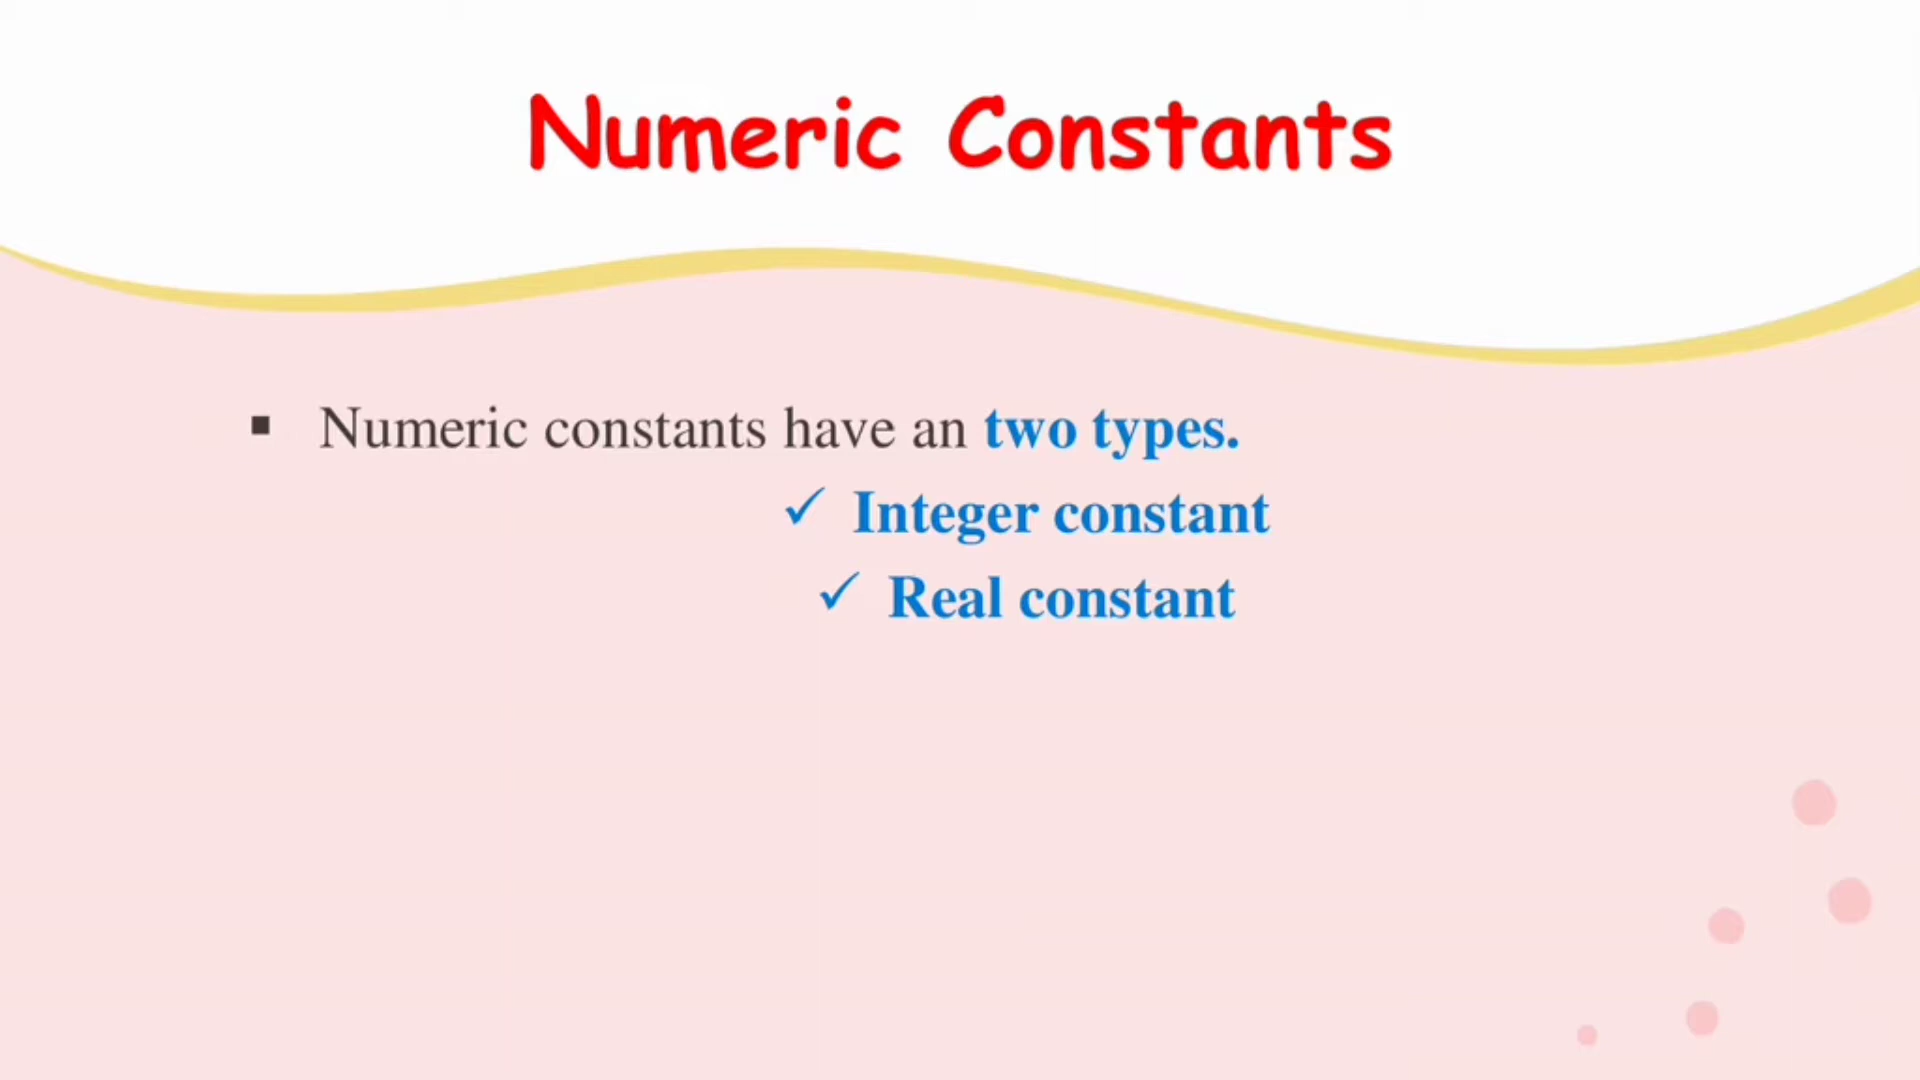 Numeric Constants
▪ Numeric constants have an two types.
✓ Integer constant
✓ Real constant